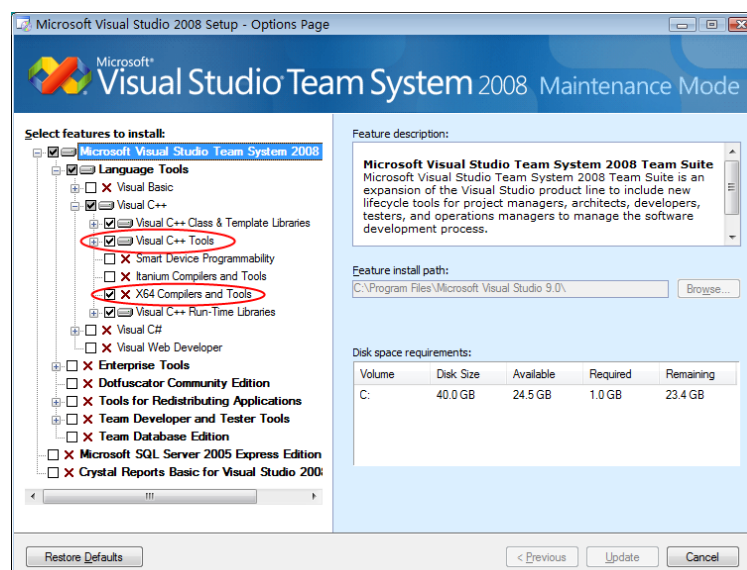 Microsoft Visual Studio 2008 Setup - Options Page
Microsoft®
Visual Studio Team System 2008 Maintenance Mode
Select features to install:
Microsoft Visual Studio Team System 2008
Language Tools
Visual Basic
Visual C++
Visual C++ Class & Template Libraries
Visual C++ Tools
Smart Device Programmability
Itanium Compilers and Tools
X64 Compilers and Tools
Visual C++ Run-Time Libraries
Visual C#
Visual Web Developer
Enterprise Tools
Dotfuscator Community Edition
Tools for Redistributing Applications
Team Developer and Tester Tools
Team Database Edition
Microsoft SQL Server 2005 Express Edition
Crystal Reports Basic for Visual Studio 200
Feature description:
Microsoft Visual Studio Team System 2008 Team Suite
Microsoft Visual Studio Team System 2008 Team Suite is an
expansion of the Visual Studio product line to include new
lifecycle tools for project managers, architects, developers,
testers, and operations managers to manage the software
development process.
Feature install path:
C:\Program Files\Microsoft Visual Studio 9.0\
Browse...
Disk space requirements:
Volume Disk Size Available Required Remaining
C: 40.0 GB 24.5 GB 1.0 GB 23.4 GB
Restore Defaults
< Previous
Update
Cancel